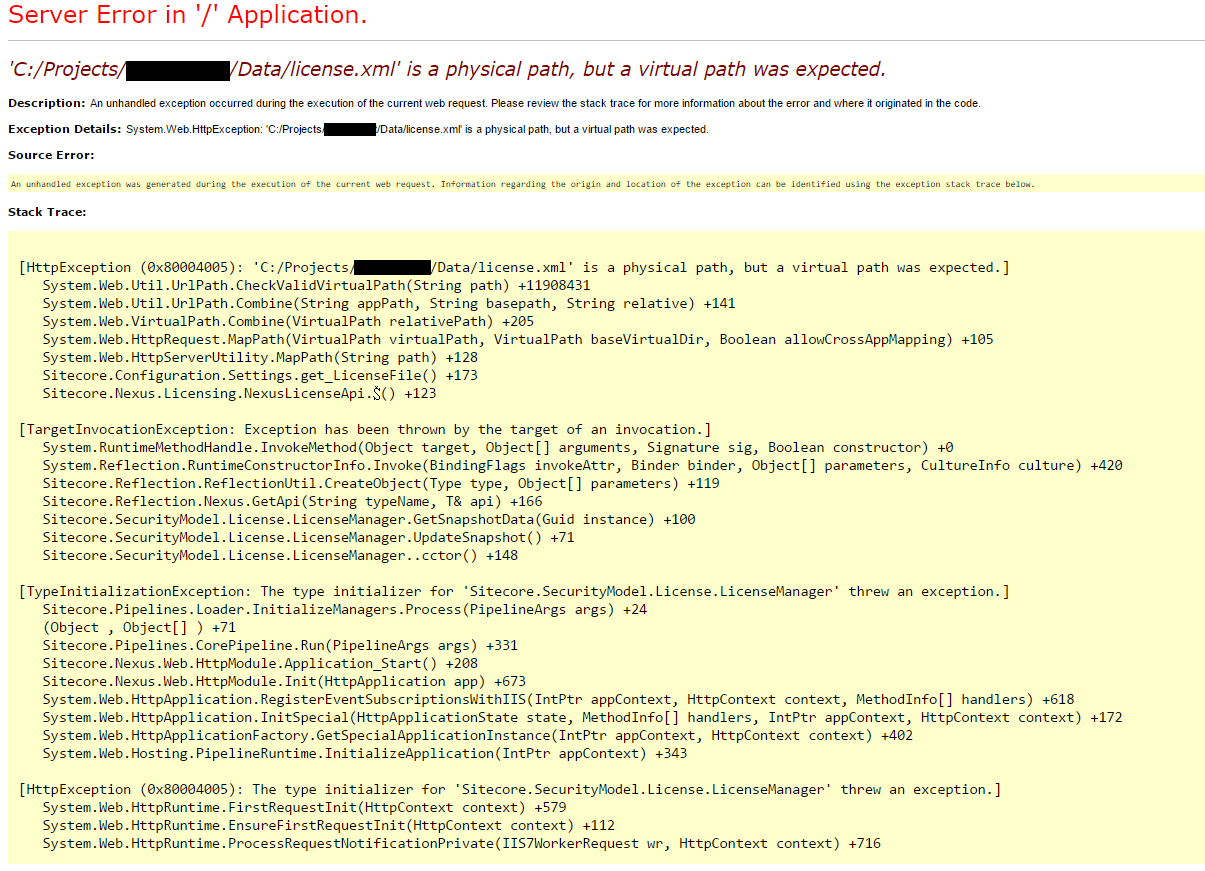 Server Error in '/' Application.
'C:/Projects/ /Data/license.xml' is a physical path, but a virtual path was expected.
Description: An unhandled exception occurred during the execution of the current web request. Please review the stack trace for more information about the error and where it originated in the code.
Exception Details: System.Web.HttpException: 'C:/Projects/ /Data/license.xml' is a physical path, but a virtual path was expected.
Source Error:
An unhandled exception was generated during the execution of the current web request. Information regarding the origin and location of the exception can be identified using the exception stack trace below.
Stack Trace:
[HttpException (0x80004005): 'C:/Projects/ /Data/license.xml' is a physical path, but a virtual path was expected.]
System.Web.Util.UrlPath.CheckValidVirtualPath(String path) +11908431
System.Web.Util.UrlPath.Combine(String appPath, String basepath, String relative) +141
System.Web.VirtualPath.Combine(VirtualPath relativePath) +205
System.Web.HttpRequest.MapPath(VirtualPath virtualPath, VirtualPath baseVirtualDir, Boolean allowCrossAppMapping) +105
System.Web.HttpServerUtility.MapPath(String path) +128
Sitecore.Configuration.Settings.get_LicenseFile() +173
Sitecore.Nexus.Licensing.NexusLicenseApi. () +123
[TargetInvocationException: Exception has been thrown by the target of an invocation.]
System.RuntimeMethodHandle.InvokeMethod(Object target, Object[] arguments, Signature sig, Boolean constructor) +0
System.Reflection.RuntimeConstructorInfo.Invoke(BindingFlags invokeAttr, Binder binder, Object[] parameters, CultureInfo culture) +420
Sitecore.Reflection.ReflectionUtil.CreateObject(Type type, Object[] parameters) +119
Sitecore.Reflection.Nexus.GetApi(String typeName, T& api) +166
Sitecore.SecurityModel.License.LicenseManager.GetSnapshotData(Guid instance) +100
Sitecore.SecurityModel.License.LicenseManager.UpdateSnapshot() +71
Sitecore.SecurityModel.License.LicenseManager..cctor() +148
[TypeInitializationException: The type initializer for 'Sitecore.SecurityModel.License.LicenseManager' threw an exception.]
Sitecore.Pipelines.Loader.InitializeManagers.Process(PipelineArgs args) +24
(Object , Object[] ) +71
Sitecore.Pipelines.CorePipeline.Run(PipelineArgs args) +331
Sitecore.Nexus.Web.HttpModule.Application_Start() +208
Sitecore.Nexus.Web.HttpModule.Init(HttpApplication app) +673
System.Web.HttpApplication.RegisterEventSubscriptionsWithIIS(IntPtr appContext, HttpContext context, MethodInfo[] handlers) +618
System.Web.HttpApplication.InitSpecial(HttpApplicationState state, MethodInfo[] handlers, IntPtr appContext, HttpContext context) +172
System.Web.HttpApplicationFactory.GetSpecialApplicationInstance(IntPtr appContext, HttpContext context) +402
System.Web.Hosting.PipelineRuntime.InitializeApplication(IntPtr appContext) +343
[HttpException (0x80004005): The type initializer for 'Sitecore.SecurityModel.License.LicenseManager' threw an exception.]
System.Web.HttpRuntime.FirstRequestInit(HttpContext context) +579
System.Web.HttpRuntime.EnsureFirstRequestInit(HttpContext context) +112
System.Web.HttpRuntime.ProcessRequestNotificationPrivate(IIS7WorkerRequest wr, HttpContext context) +716